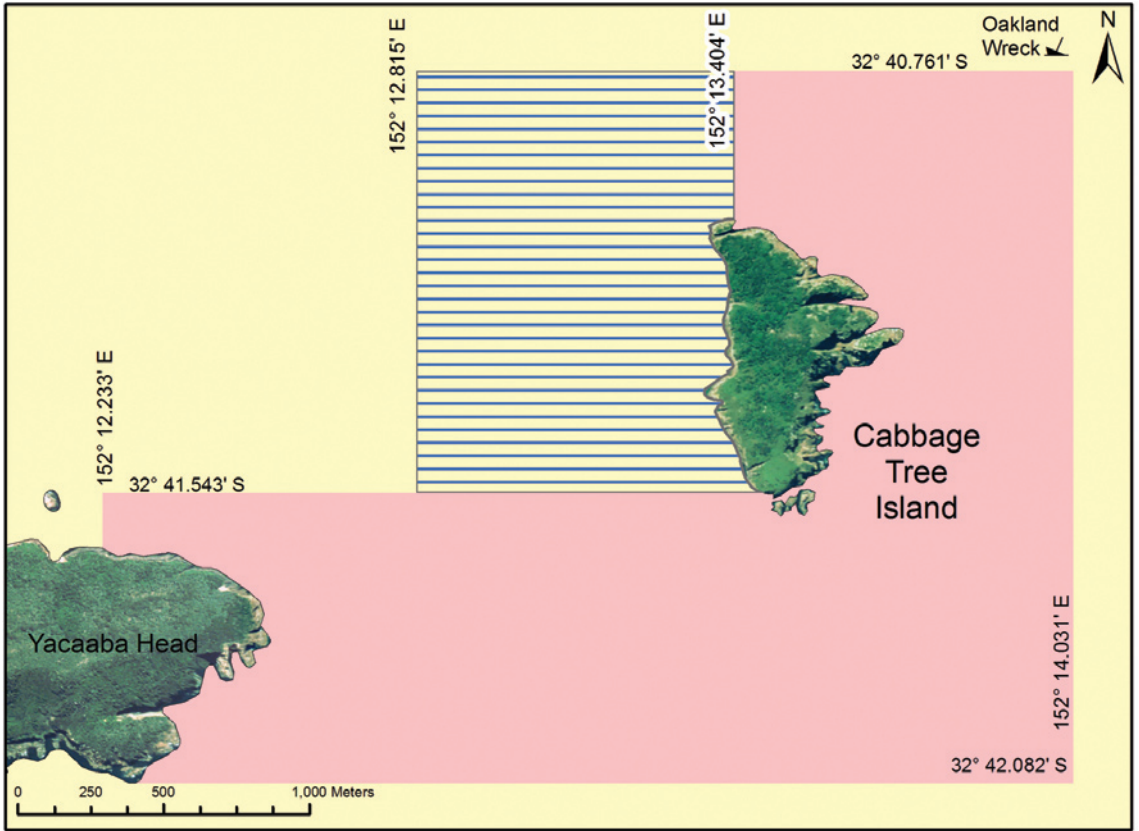 Oakland
Wreck
N
152° 12.815' E
152° 13.404' E
32° 40.761' S
152° 12.233' E
32° 41.543' S
Cabbage
Tree
Island
Yacaaba Head
152° 14.031' E
32° 42.082' S
0 250 500 1,000 Meters